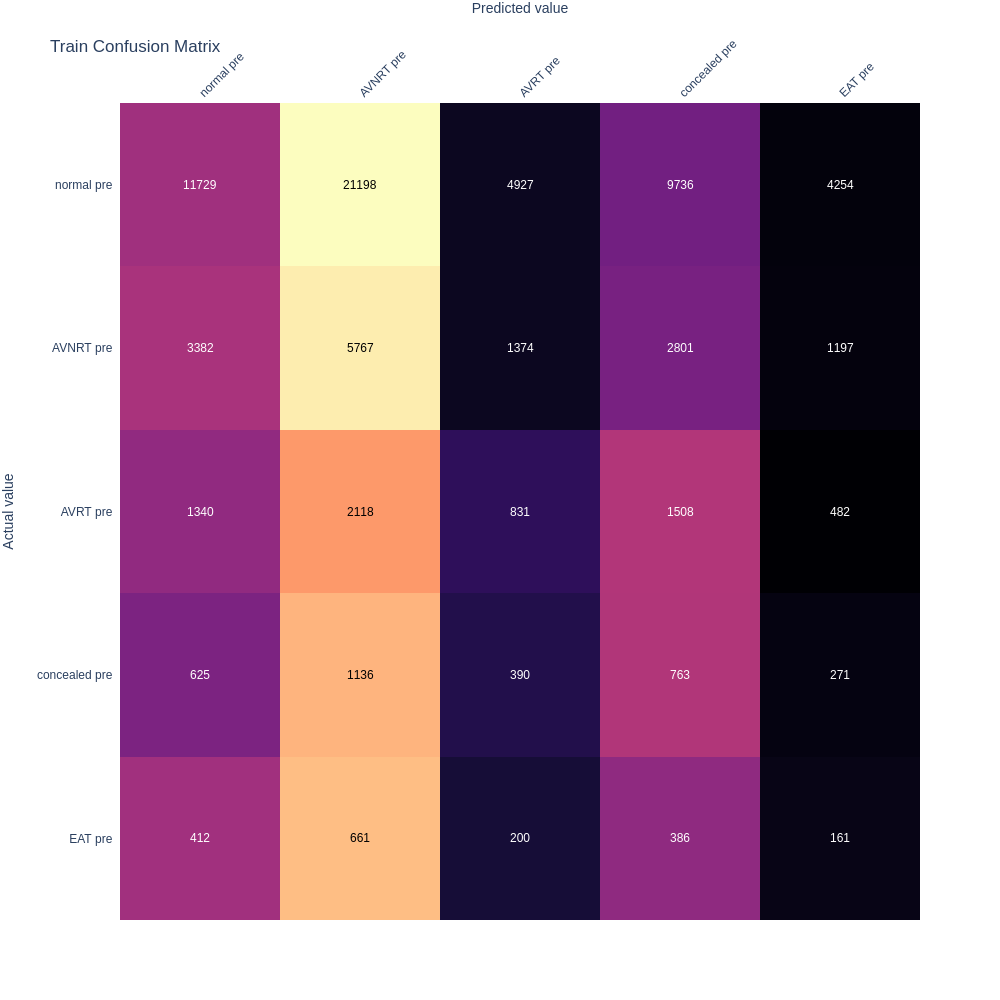 Predicted value
Train Confusion Matrix
normal pre AVNRT pre AVRT pre concealed pre EAT pre
normal pre 11729 21198 4927 9736 4254
AVNRT pre 3382 5767 1374 2801 1197
Actual value
AVRT pre 1340 2118 831 1508 482
concealed pre 625 1136 390 763 271
EAT pre 412 661 200 386 161